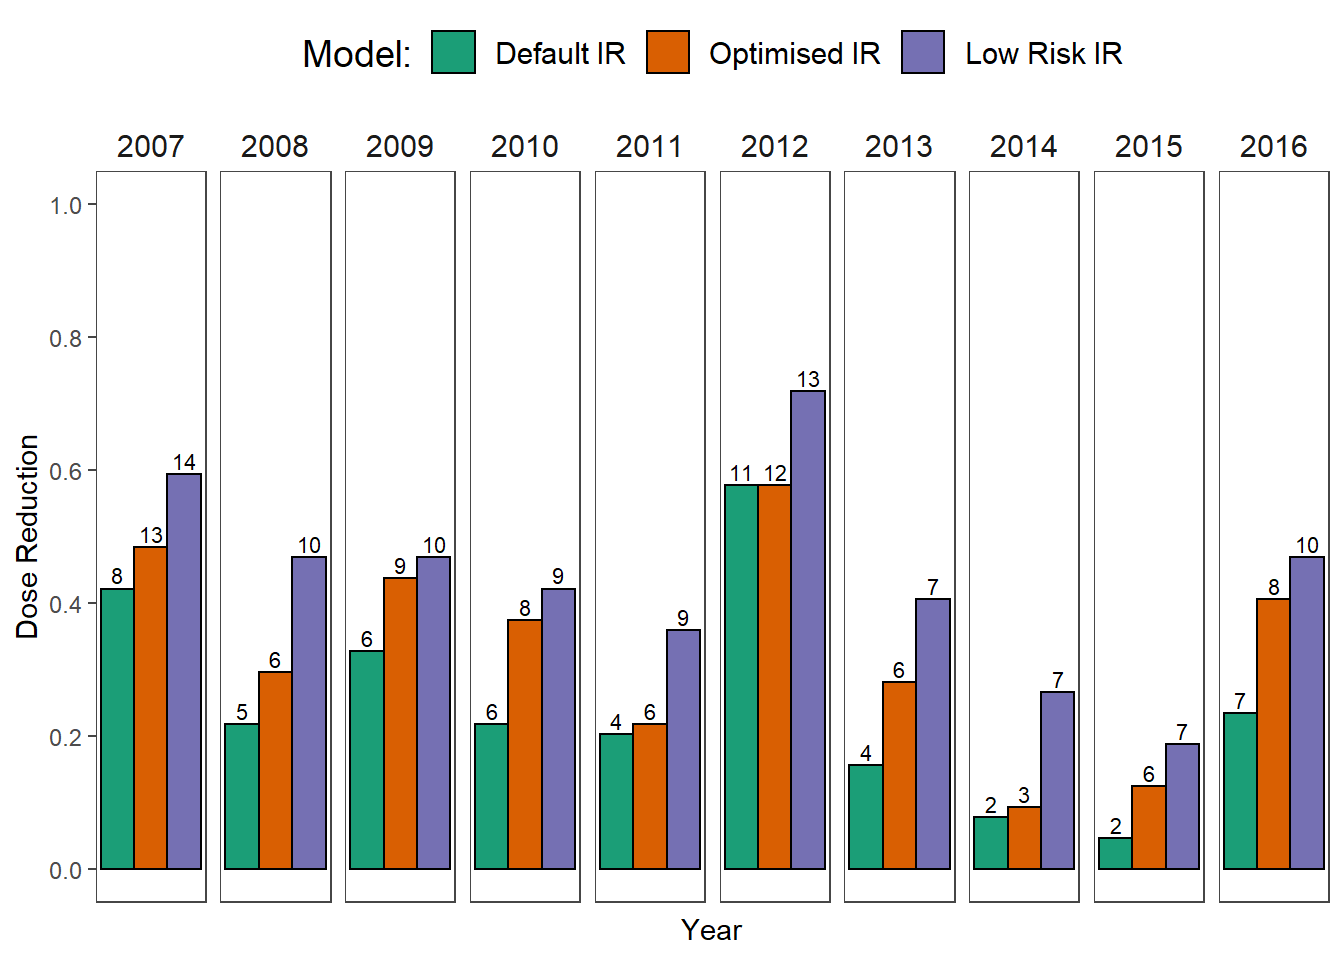 Model: Default IR Optimised IR Low Risk IR
2007 2008 2009 2010 2011 2012 2013 2014 2015 2016
1.0
0.8
0.6
0.4
0.2
0.0
Dose Reduction
8 13 14
5 6 10
6 9 10
6 8 9
4 6 9
11 12 13
4 6 7
2 3 7
2 6 7
7 8 10
Year